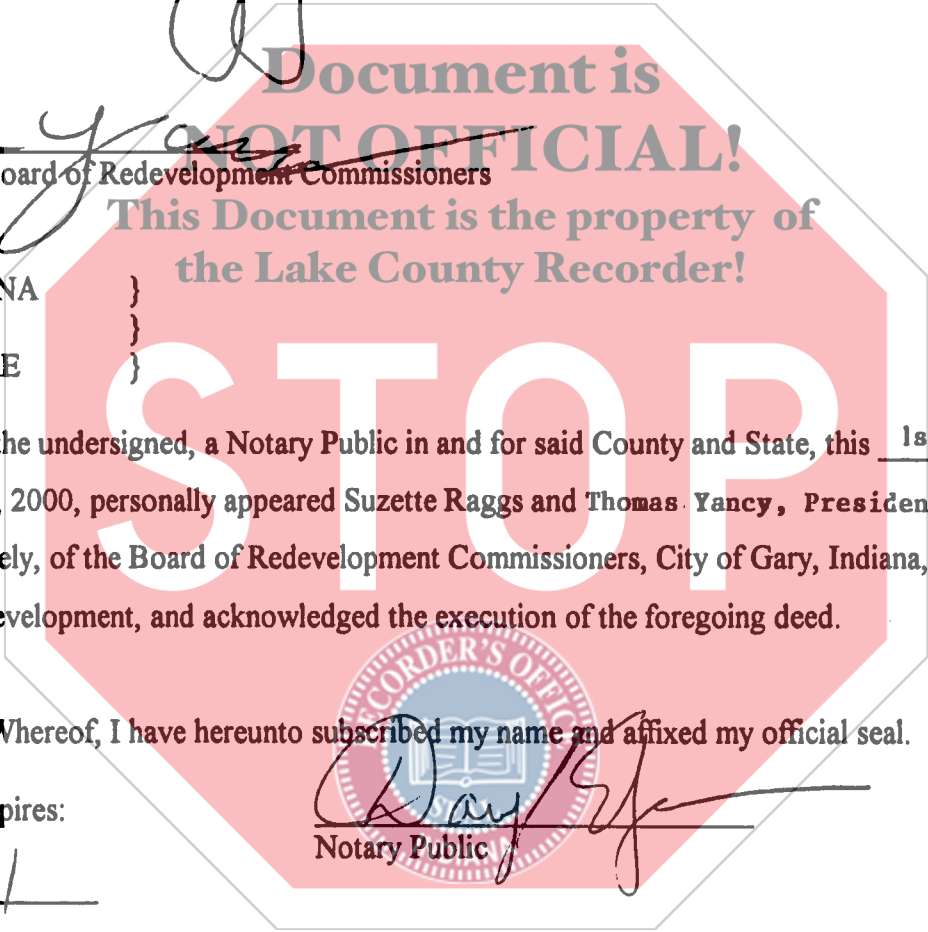 Document is
NOT OFFICIAL!
oard of Redevelopment Commissioners
This Document is the property of
the Lake County Recorder!
NA }
}
E }
STOP
he undersigned, a Notary Public in and for said County and State, this 1s
, 2000, personally appeared Suzette Raggs and Thomas Yancy, Presiden
ely, of the Board of Redevelopment Commissioners, City of Gary, Indiana,
evelopment, and acknowledged the execution of the foregoing deed.
RECORDER'S OFFICE
Whereof, I have hereunto subscribed my name and affixed my official seal.
pires:
SEAL
Notary Public
INDIANA